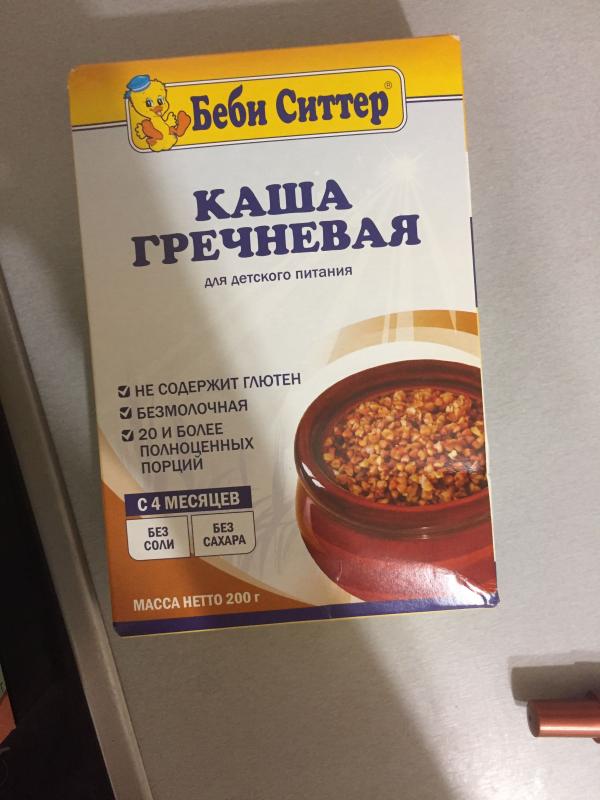 Беби Ситтер®
КАША
ГРЕЧНЕВАЯ
для детского питания
НЕ СОДЕРЖИТ ГЛЮТЕН
БЕЗМОЛОЧНАЯ
20 И БОЛЕЕ
ПОЛНОЦЕННЫХ
ПОРЦИЙ
С 4 МЕСЯЦЕВ
БЕЗ
СОЛИ
БЕЗ
САХАРА
МАССА НЕТТО 200 г